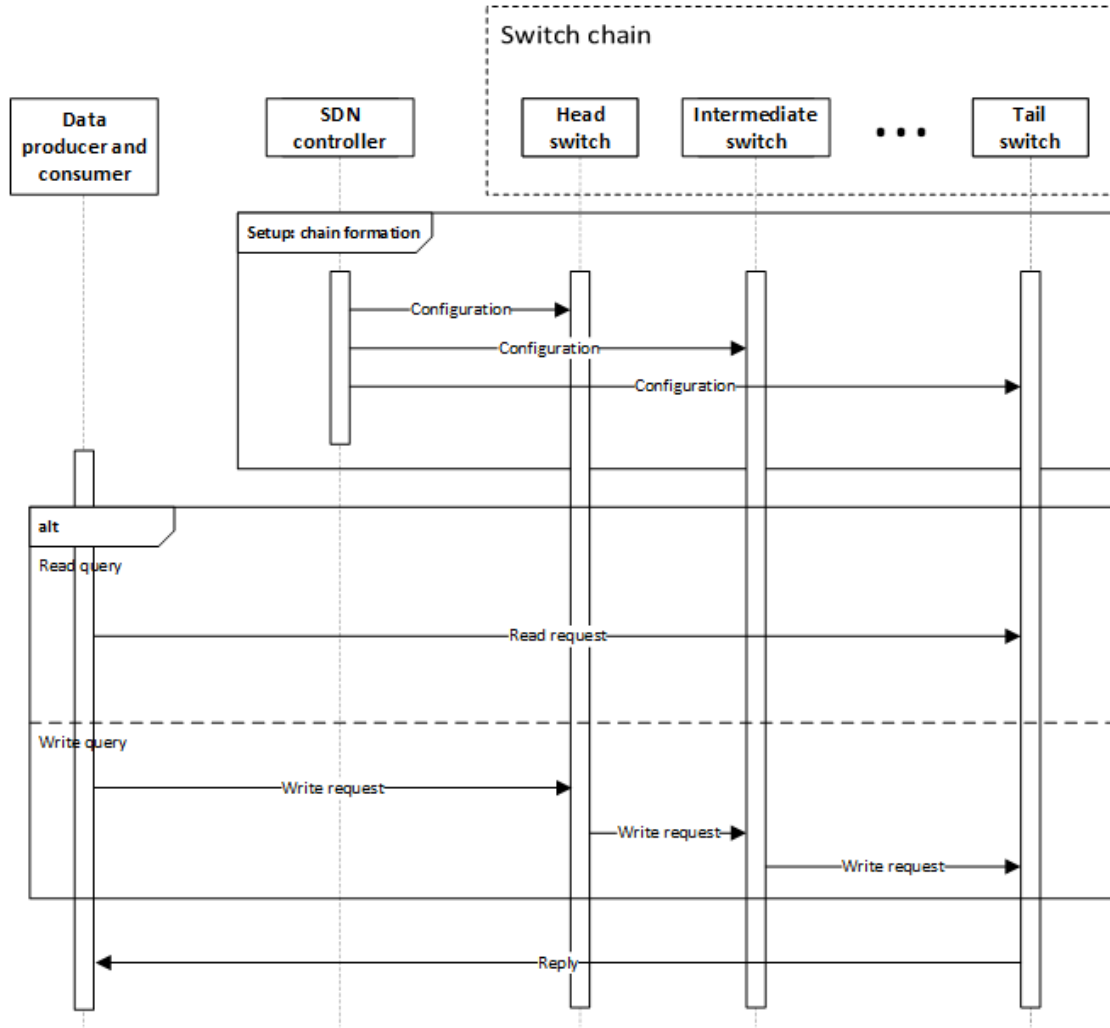 Switch chain
Data
producer and
consumer
SDN
controller
Head
switch
Intermediate
switch
...
Tail
switch
Setup: chain formation
Configuration
Configuration
Configuration
alt
Read query
Read request
Write query
Write request
Write request
Write request
Reply